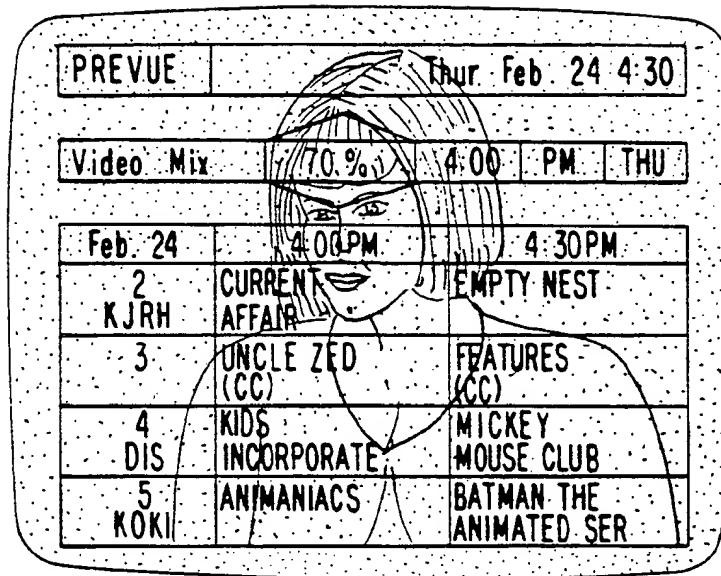 PREVUE Thur Feb. 24 4:30
Video Mix 70% 4:00 PM THU
Feb. 24 4:00PM 4:30PM
2 CURRENT EMPTY NEST
KJRH AFFAIR
3 UNCLE ZED FEATURES
(CC) (CC)
4 KIDS MICKEY
DIS INCORPORATE MOUSE CLUB
5 ANIMANIACS BATMAN THE
KOKI ANIMATED SER